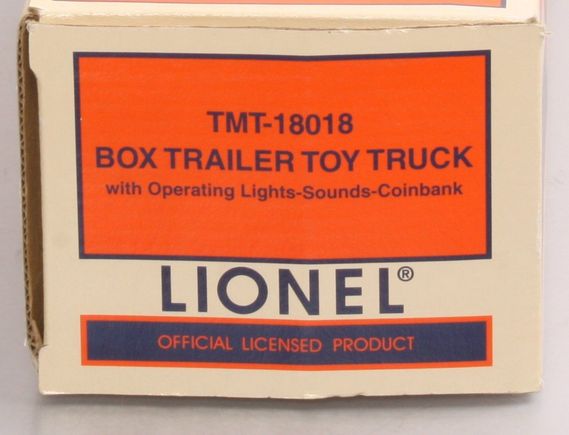 TMT-18018
BOX TRAILER TOY TRUCK
with Operating Lights-Sounds-Coinbank
LIONEL®
OFFICIAL LICENSED PRODUCT